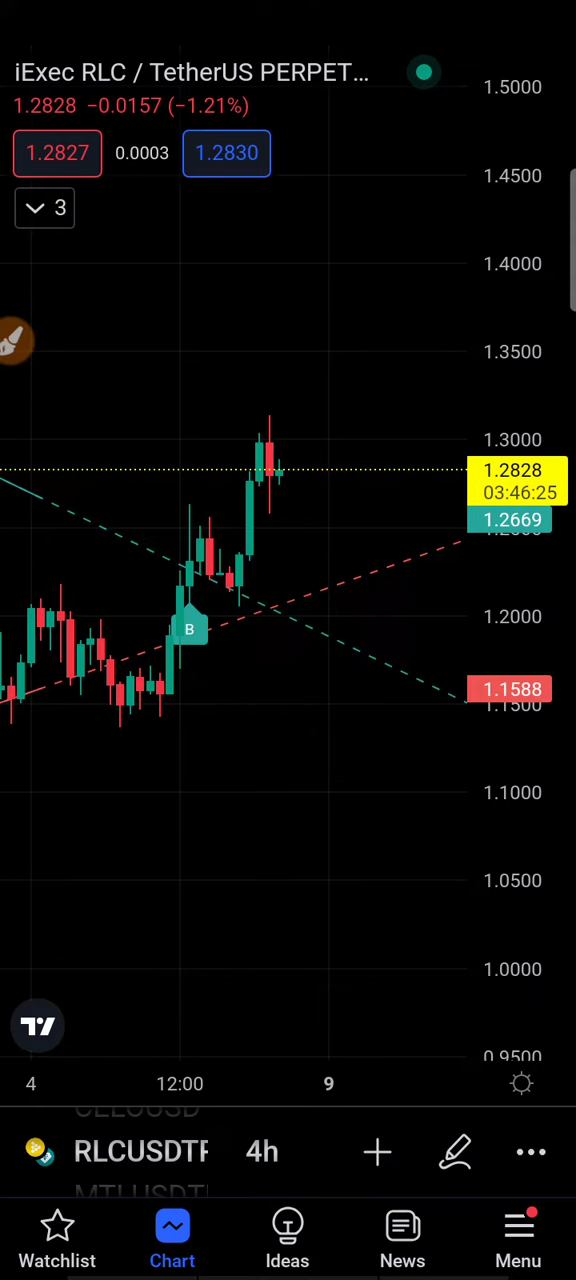 iExec RLC / TetherUS PERPET...
1.2828 −0.0157 (−1.21%)
1.2827 0.0003 1.2830
3
1.5000
1.4500
1.4000
1.3500
1.3000
1.2828
03:46:25
1.2669
1.2000
B
1.1588
1.1500
1.1000
1.0500
1.0000
0.9500
4 12:00 9
RLCUSDTP 4h
Watchlist Chart Ideas News Menu